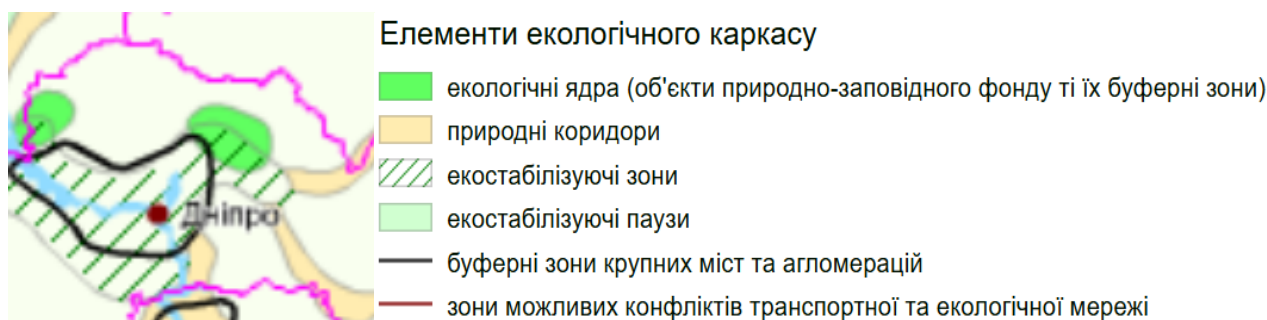 Елементи екологічного каркасу
екологічні ядра (об'єкти природно-заповідного фонду ті їх буферні зони)
природні коридори
екостабілізуючі зони
Дніпро
екостабілізуючі паузи
буферні зони крупних міст та агломерацій
зони можливих конфліктів транспортної та екологічної мережі